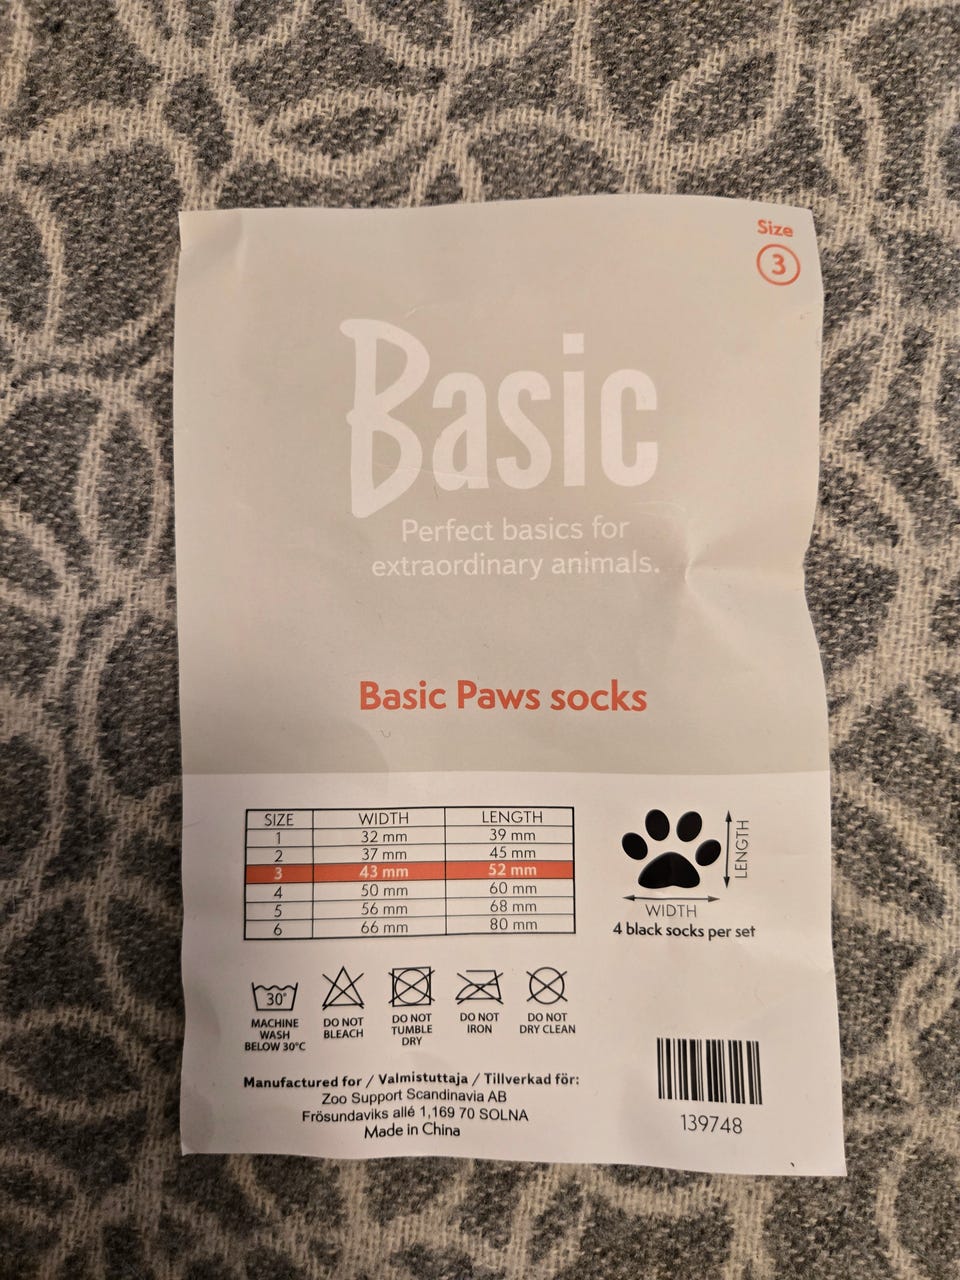 Size
3
Basic
Perfect basics for
extraordinary animals.
Basic Paws socks
SIZE WIDTH LENGTH
1 32 mm 39 mm
2 37 mm 45 mm
3 43 mm 52 mm
4 50 mm 60 mm
5 56 mm 68 mm
6 66 mm 80 mm
LENGTH
WIDTH
4 black socks per set
30°
MACHINE
WASH
BELOW 30°C
DO NOT
BLEACH
DO NOT
TUMBLE
DRY
DO NOT
IRON
DO NOT
DRY CLEAN
Manufactured for / Valmistuttaja / Tillverkad för:
Zoo Support Scandinavia AB
Frösundaviks allé 1,169 70 SOLNA
Made in China
139748